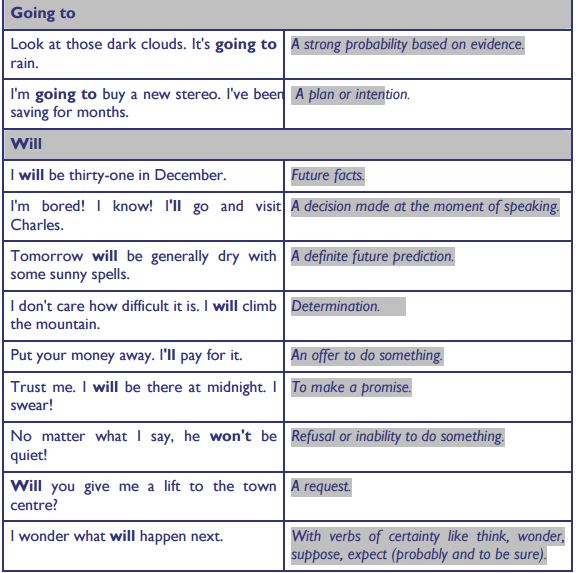 Going to
Look at those dark clouds. It's going to
rain.
A strong probability based on evidence.
I'm going to buy a new stereo. I've been
saving for months.
A plan or intention.
Will
I will be thirty-one in December.
Future facts.
I'm bored! I know! I'll go and visit
Charles.
A decision made at the moment of speaking.
Tomorrow will be generally dry with
some sunny spells.
A definite future prediction.
I don't care how difficult it is. I will climb
the mountain.
Determination.
Put your money away. I'll pay for it.
An offer to do something.
Trust me. I will be there at midnight. I
swear!
To make a promise.
No matter what I say, he won't be
quiet!
Refusal or inability to do something.
Will you give me a lift to the town
centre?
A request.
I wonder what will happen next.
With verbs of certainty like think, wonder,
suppose, expect (probably and to be sure).